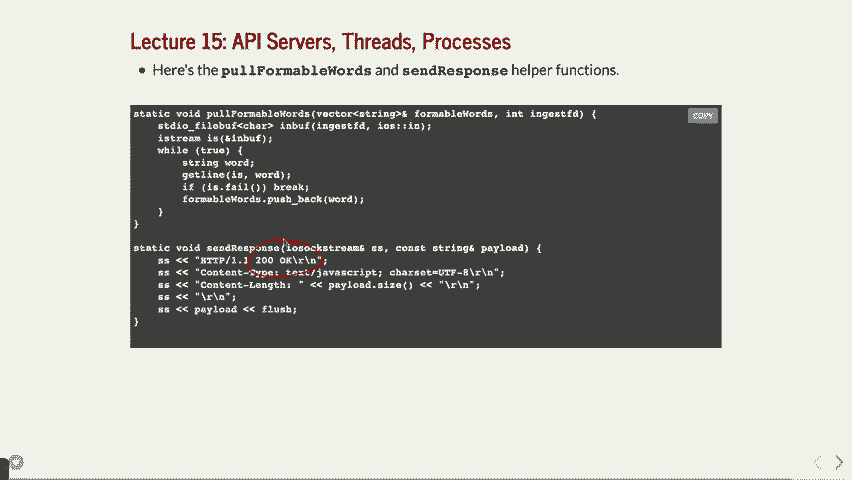 Lecture 15: API Servers, Threads, Processes
• Here's the pullFormableWords and sendResponse helper functions.
COPY
static void pullFormableWords(vector<string>& formableWords, int ingestfd) {
stdio_filebuf<char> inbuf(ingestfd, ios::in);
istream is(&inbuf);
while (true) {
string word;
getline(is, word);
if (is.fail()) break;
formableWords.push_back(word);
}
}
static void sendResponse(iosockstream& ss, const string& payload) {
ss << "HTTP/1.1 200 OK\r\n";
ss << "Content-Type: text/javascript; charset=UTF-8\r\n";
ss << "Content-Length: " << payload.size() << "\r\n";
ss << "\r\n";
ss << payload << flush;
}